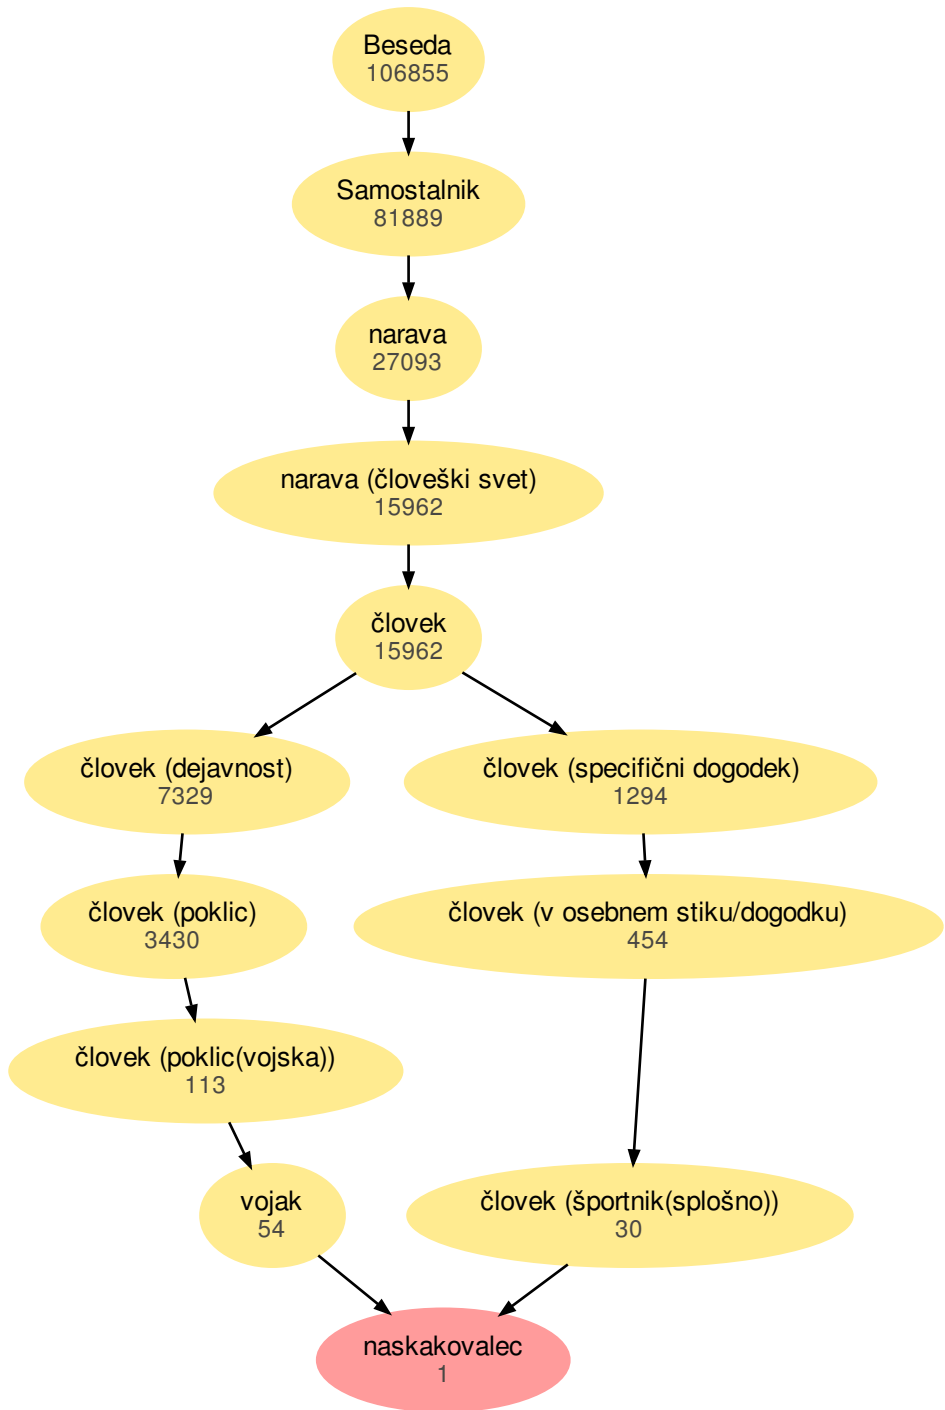 Beseda
106855
Samostalnik
81889
narava
27093
narava (človeški svet)
15962
človek
15962
človek (dejavnost)
7329
človek (specifični dogodek)
1294
človek (poklic)
3430
človek (v osebnem stiku/dogodku)
454
človek (poklic(vojska))
113
vojak
54
človek (športnik(splošno))
30
naskakovalec
1